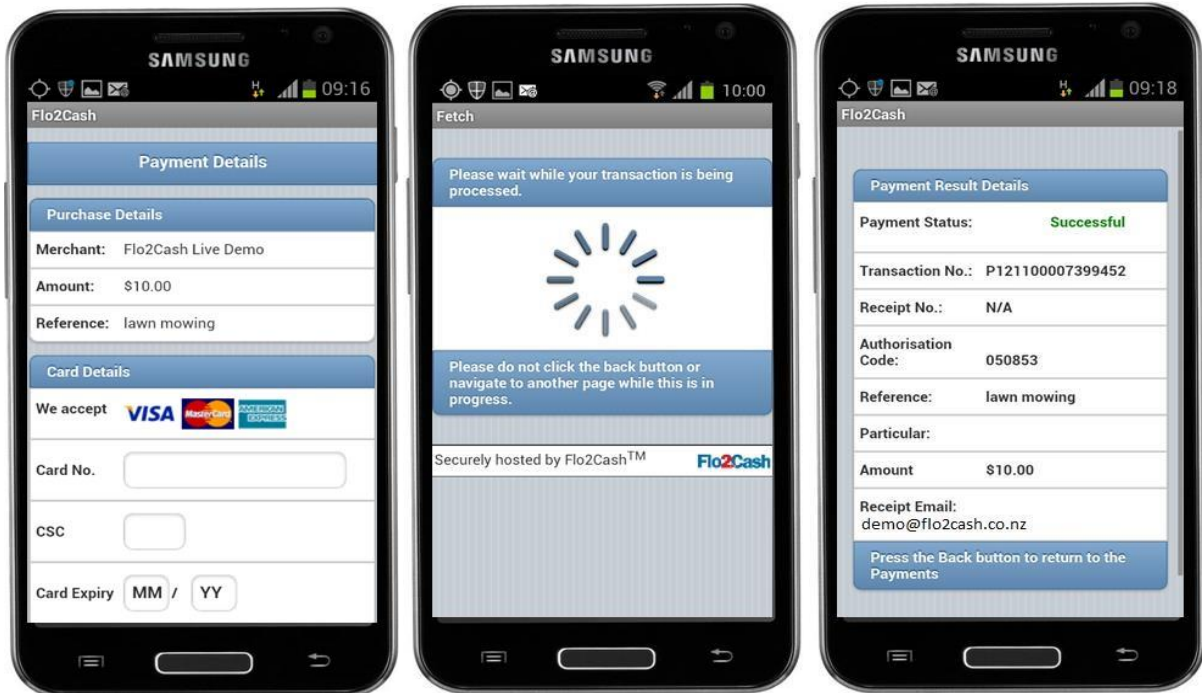 SAMSUNG
09:16
Flo2Cash
Payment Details
Purchase Details
Merchant: Flo2Cash Live Demo
Amount: $10.00
Reference: lawn mowing
Card Details
We accept VISA MasterCard AMERICAN EXPRESS
Card No.
CSC
Card Expiry MM / YY
SAMSUNG
H 10:00
Fetch
Please wait while your transaction is being
processed.
Please do not click the back button or
navigate to another page while this is in
progress.
Securely hosted by Flo2Cash™ Flo2Cash
SAMSUNG
H 09:18
Flo2Cash
Payment Result Details
Payment Status: Successful
Transaction No.: P121100007399452
Receipt No.: N/A
Authorisation
Code: 050853
Reference: lawn mowing
Particular:
Amount $10.00
Receipt Email:
demo@flo2cash.co.nz
Press the Back button to return to the
Payments